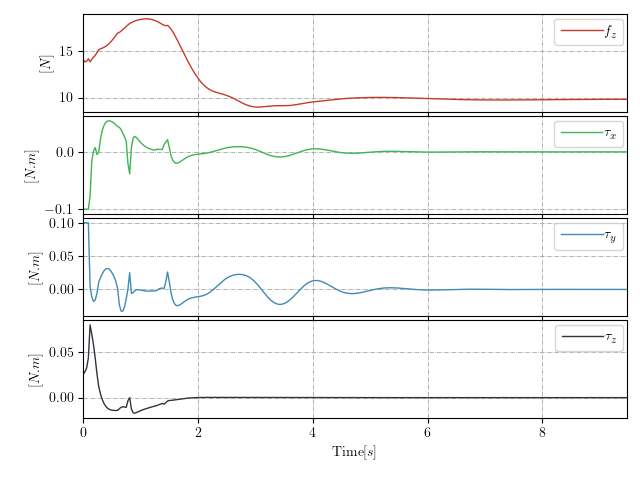 f_z
15
10
[N]
τ_x
0.0
−0.1
[N.m]
τ_y
0.10
0.05
0.00
[N.m]
τ_z
0.05
0.00
[N.m]
0 2 4 6 8
Time[s]